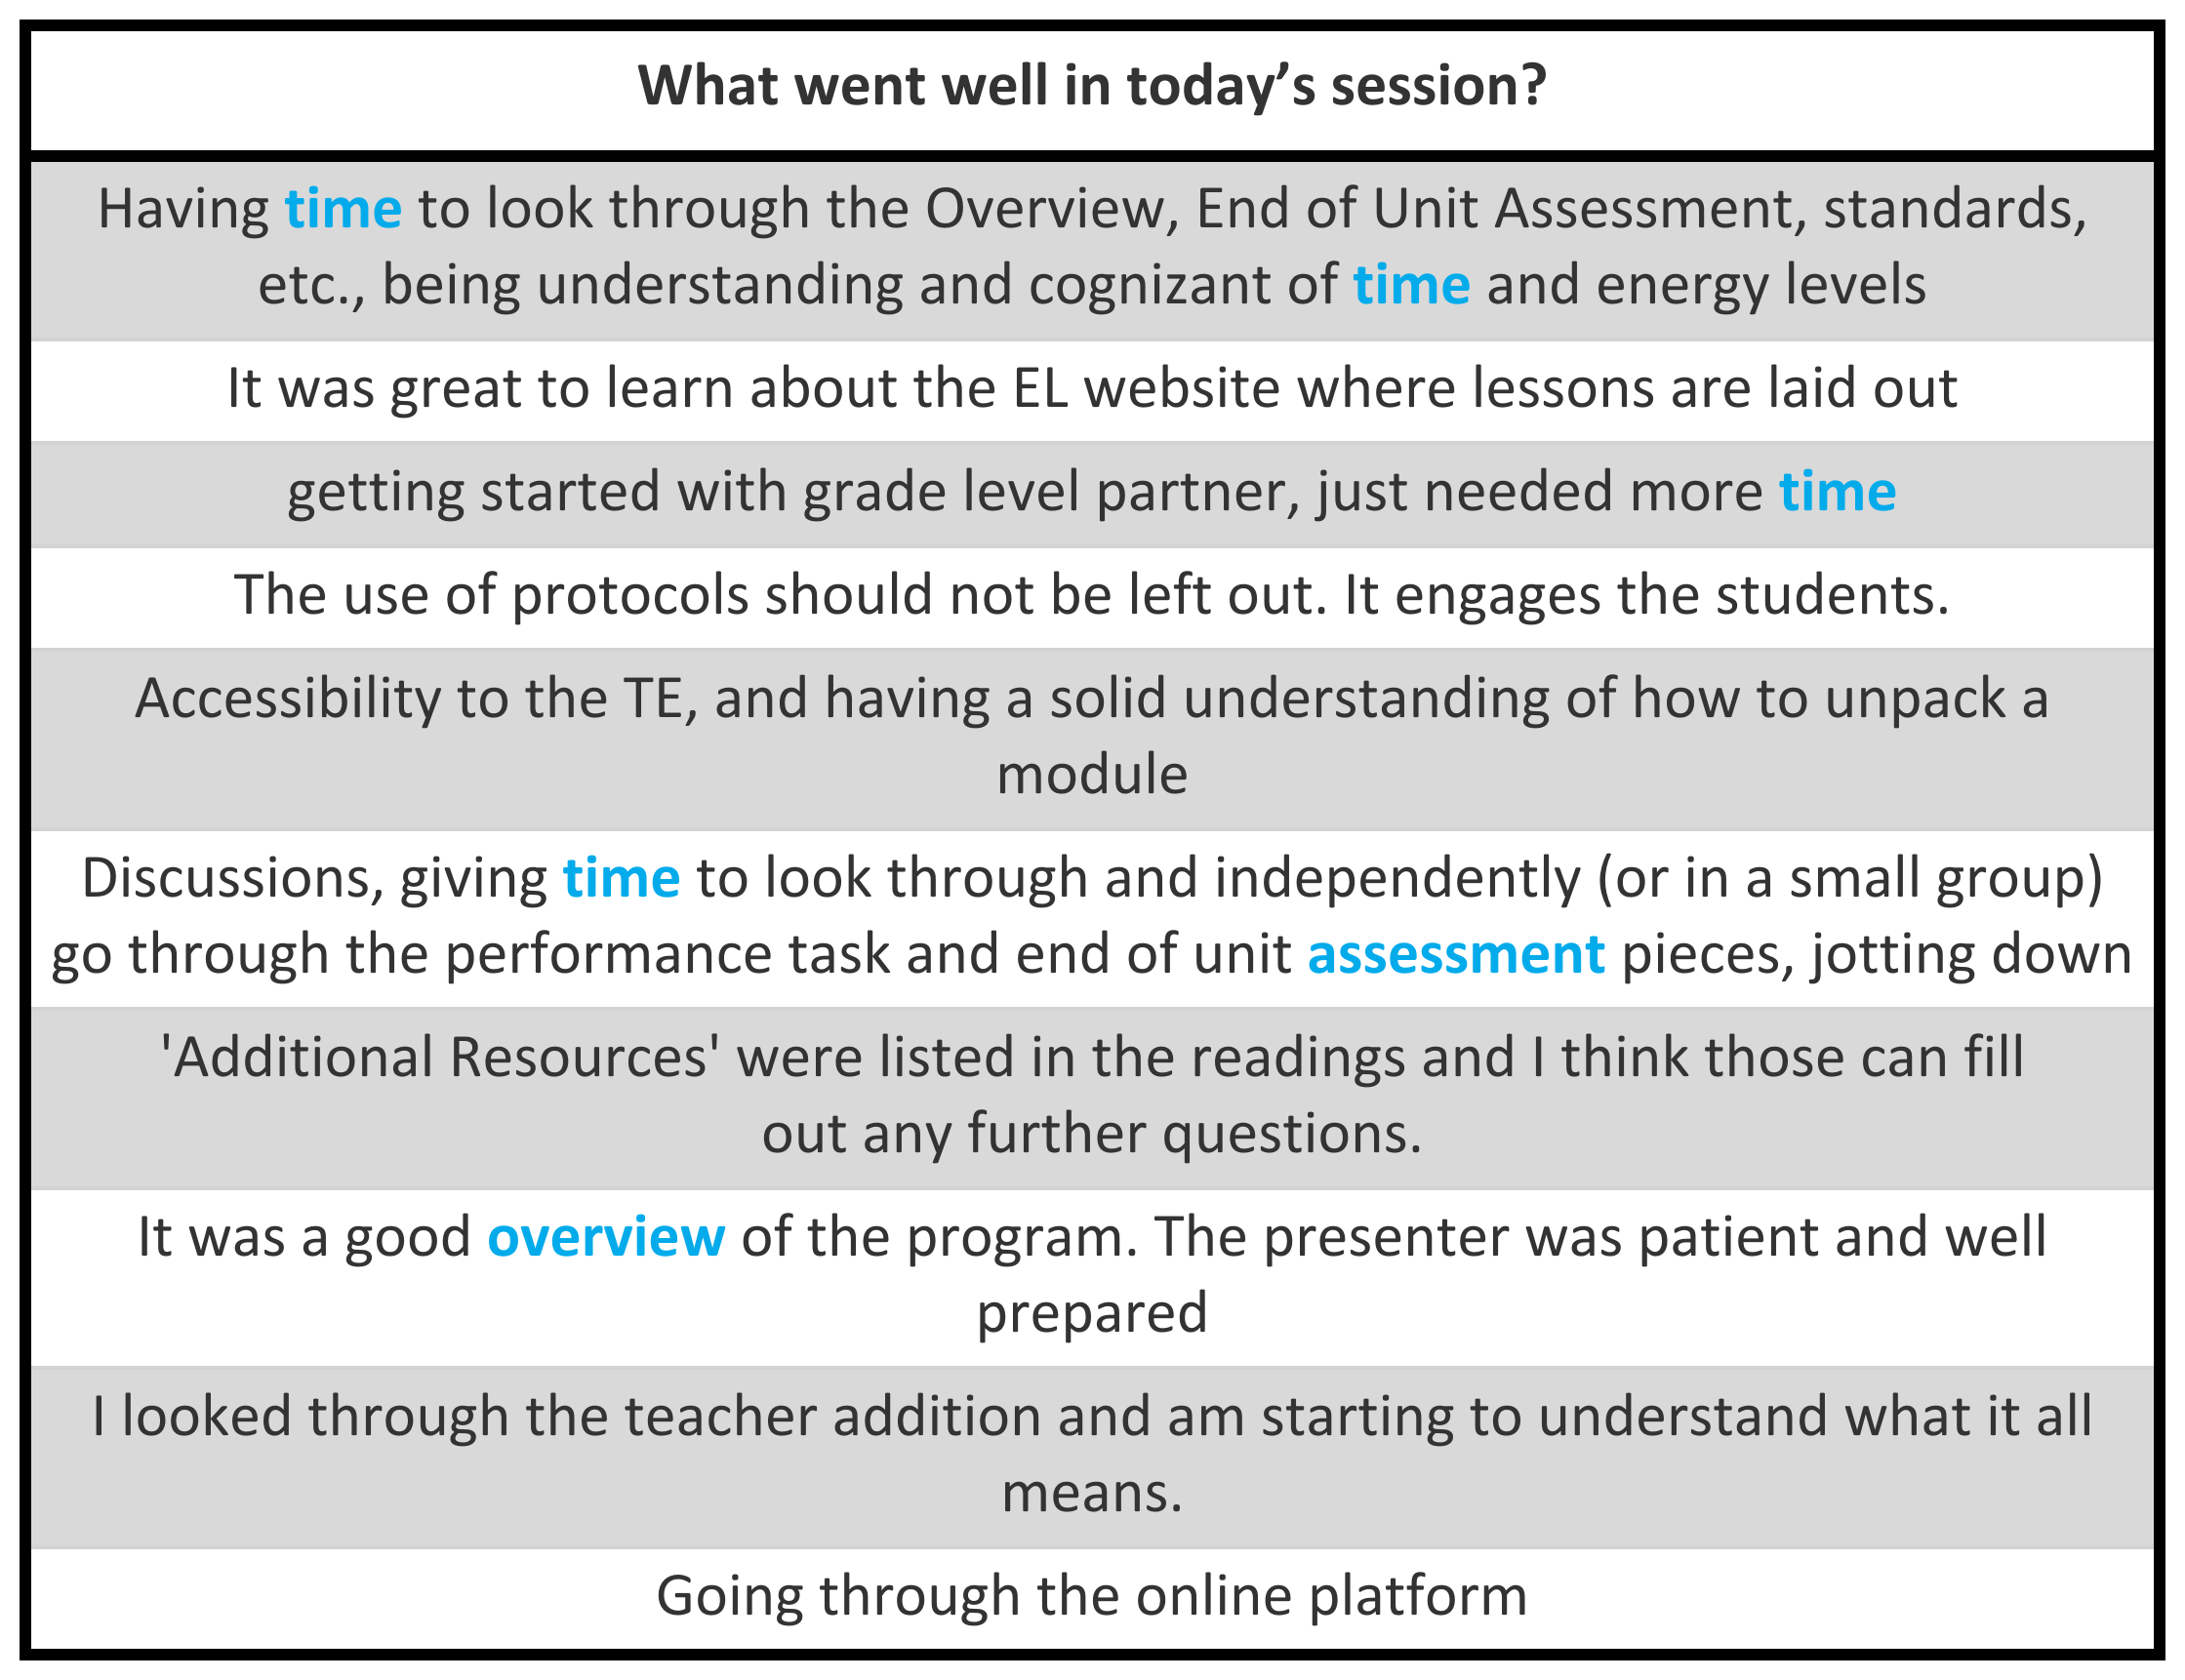 What went well in today’s session?
Having time to look through the Overview, End of Unit Assessment, standards,
etc., being understanding and cognizant of time and energy levels
It was great to learn about the EL website where lessons are laid out
getting started with grade level partner, just needed more time
The use of protocols should not be left out. It engages the students.
Accessibility to the TE, and having a solid understanding of how to unpack a
module
Discussions, giving time to look through and independently (or in a small group)
go through the performance task and end of unit assessment pieces, jotting down
'Additional Resources' were listed in the readings and I think those can fill
out any further questions.
It was a good overview of the program. The presenter was patient and well
prepared
I looked through the teacher addition and am starting to understand what it all
means.
Going through the online platform